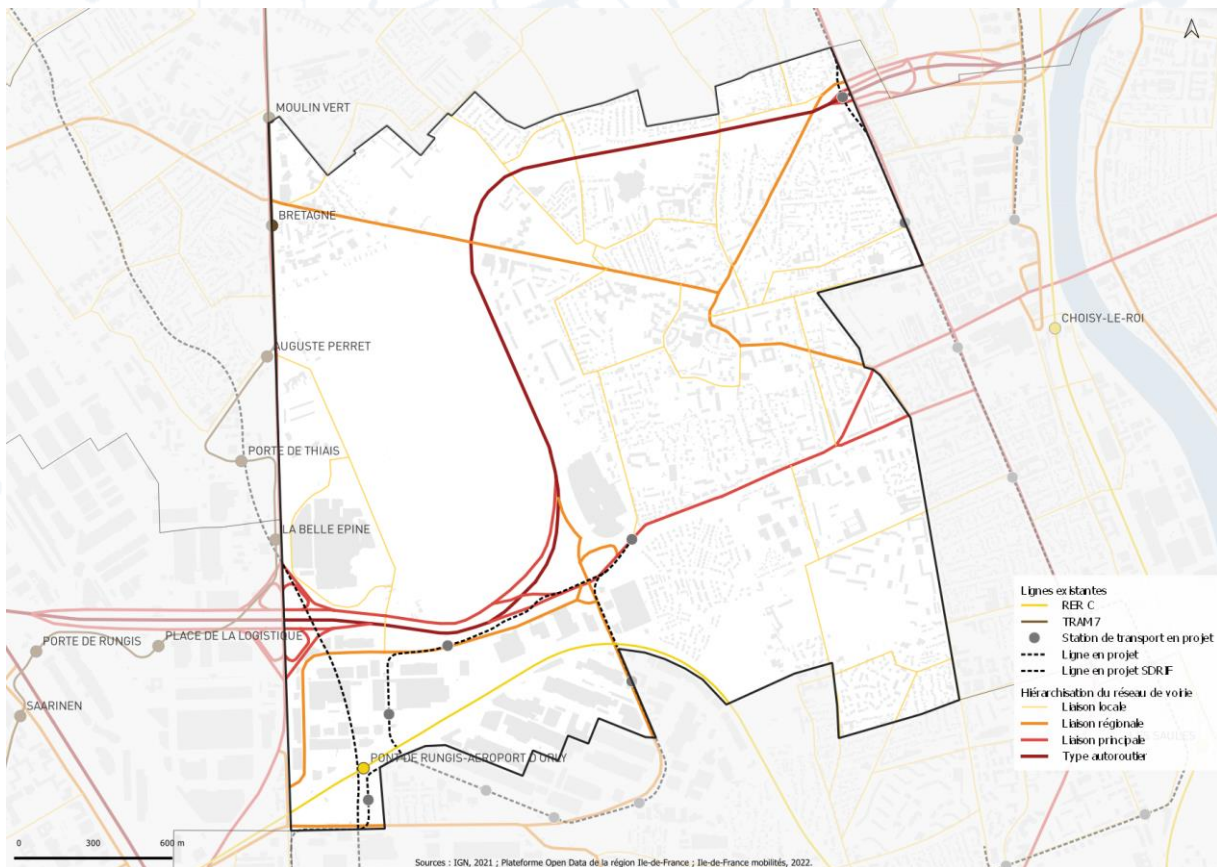 MOULIN VERT
BRETAGNE
CHOISY-LE-ROI
AUGUSTE PERRET
PORTE DE THIAIS
LA BELLE EPINE
PORTE DE RUNGIS
PLACE DE LA LOGISTIQUE
SAARINEN
PONT DE RUNGIS-AEROPORT D'ORLY
Lignes existantes
RER C
TRAM 7
Station de transport en projet
Ligne en projet
Ligne en projet SDRIF
Hiérarchisation du réseau de voirie
Liaison locale
Liaison régionale
Liaison principale
Type autoroutier
SAULES
0 300 600 m
Sources : IGN, 2021 ; Plateforme Open Data de la région Ile-de-France ; Ile-de-France mobilités, 2022.